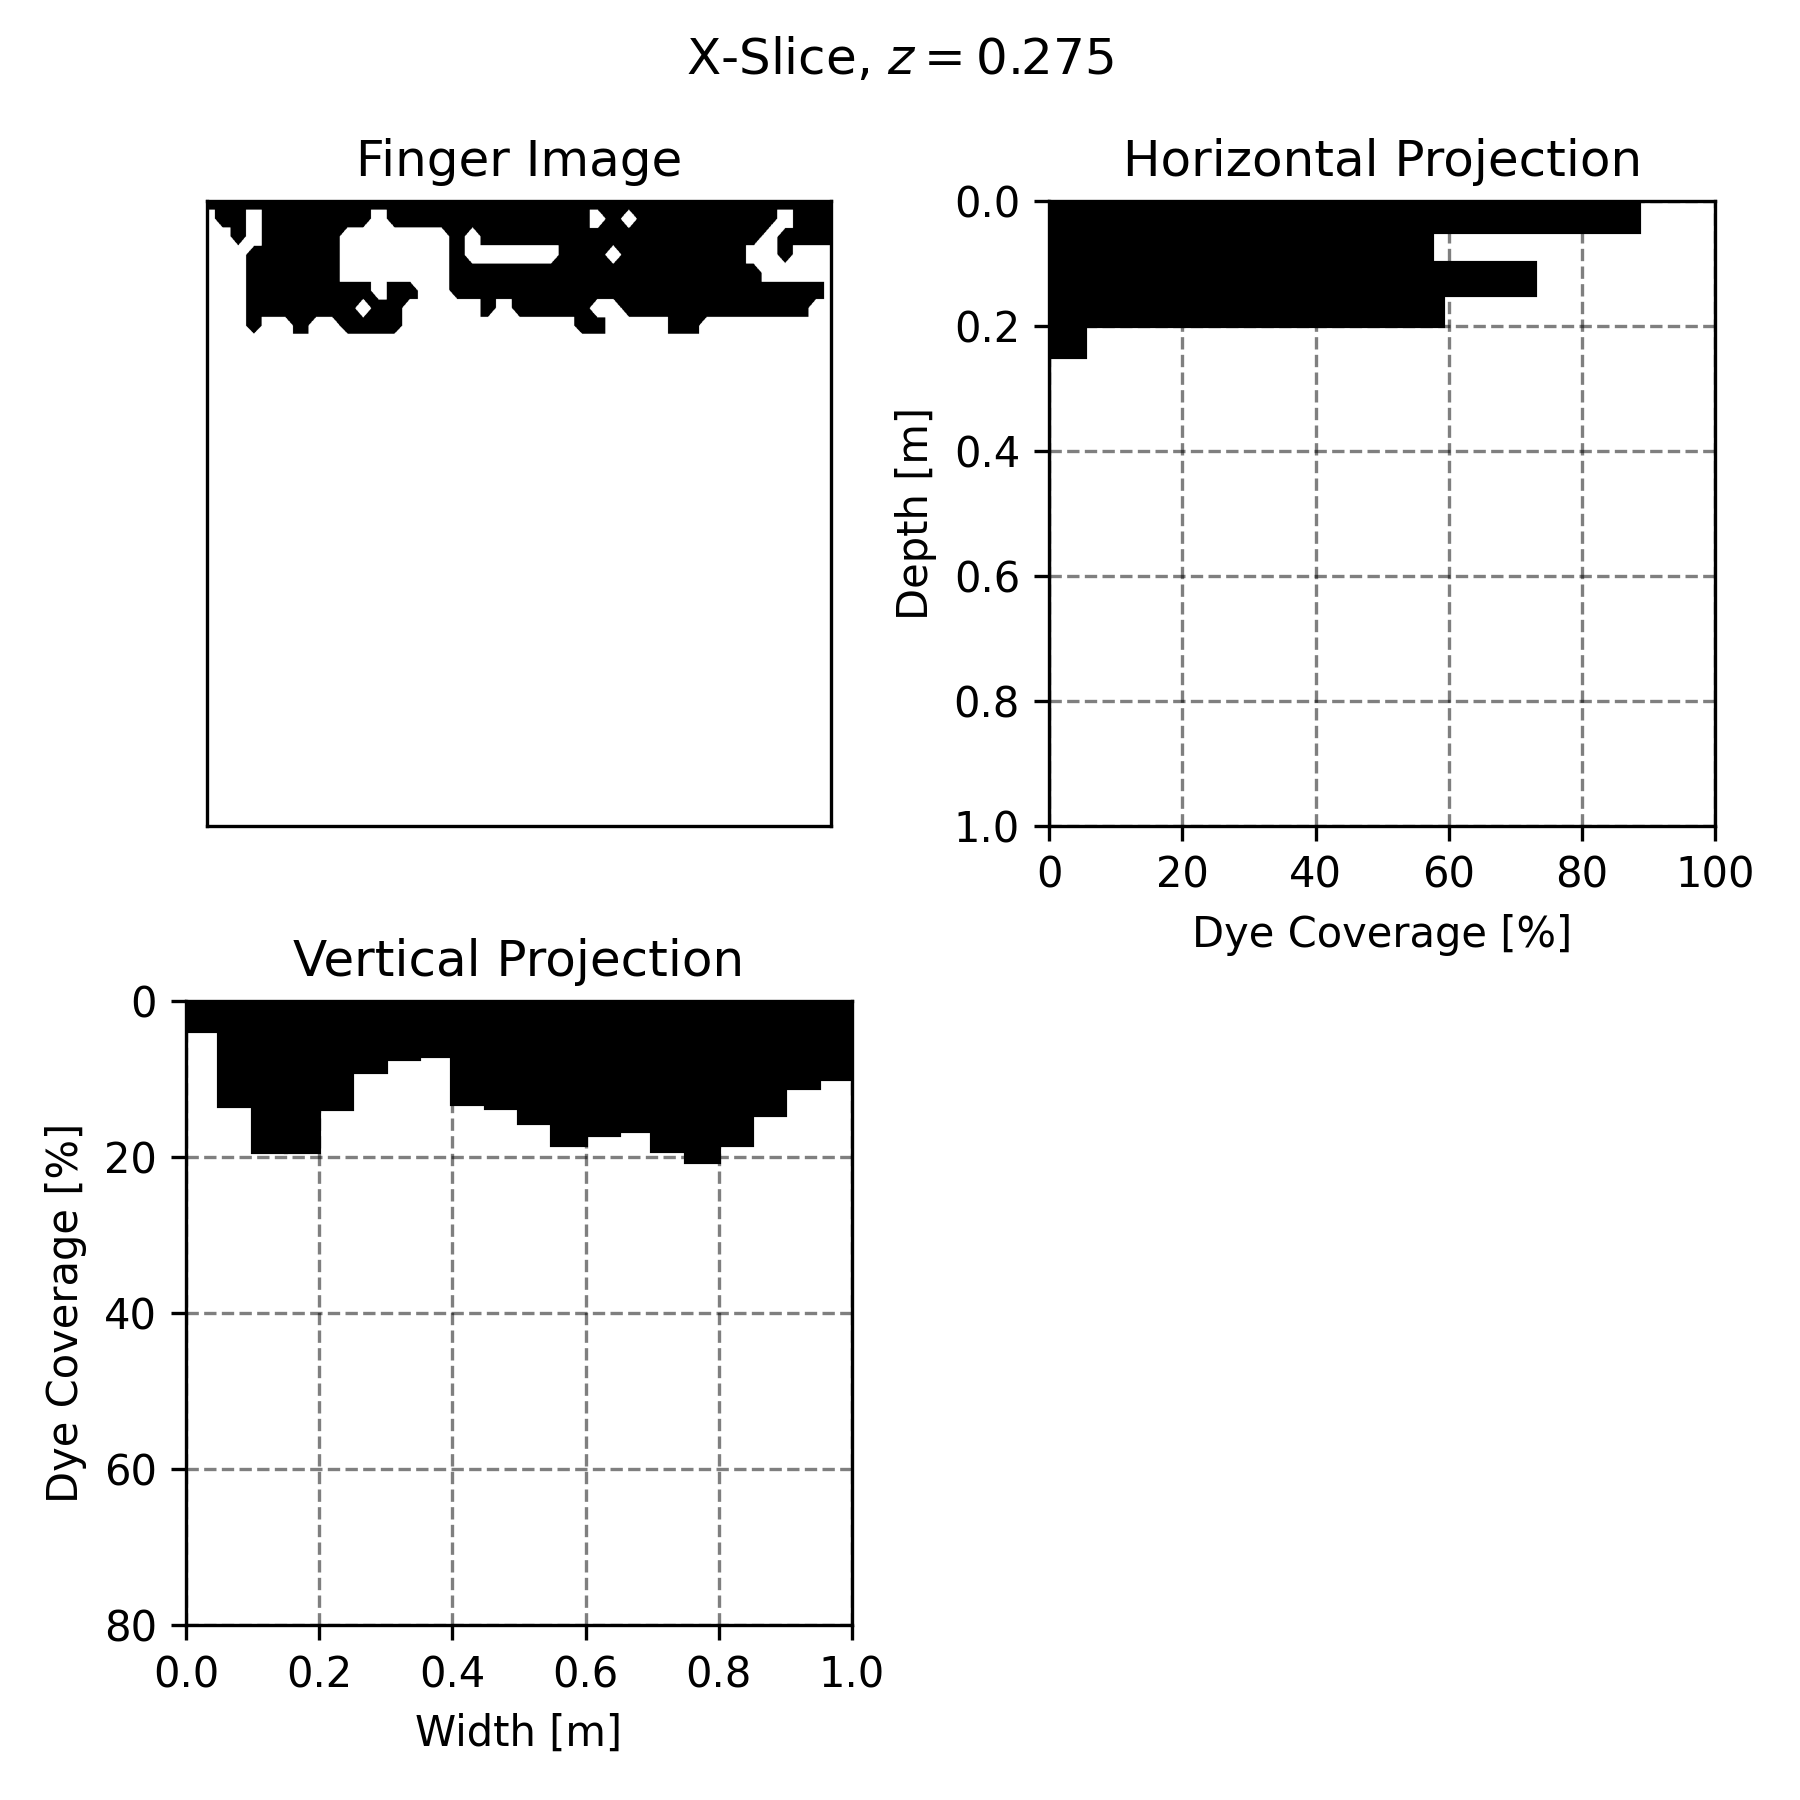 X-Slice, z = 0.275
Finger Image
Horizontal Projection
0.0
0.2
0.4
0.6
0.8
1.0
Depth [m]
0 20 40 60 80 100
Dye Coverage [%]
Vertical Projection
0
20
40
60
80
Dye Coverage [%]
0.0 0.2 0.4 0.6 0.8 1.0
Width [m]